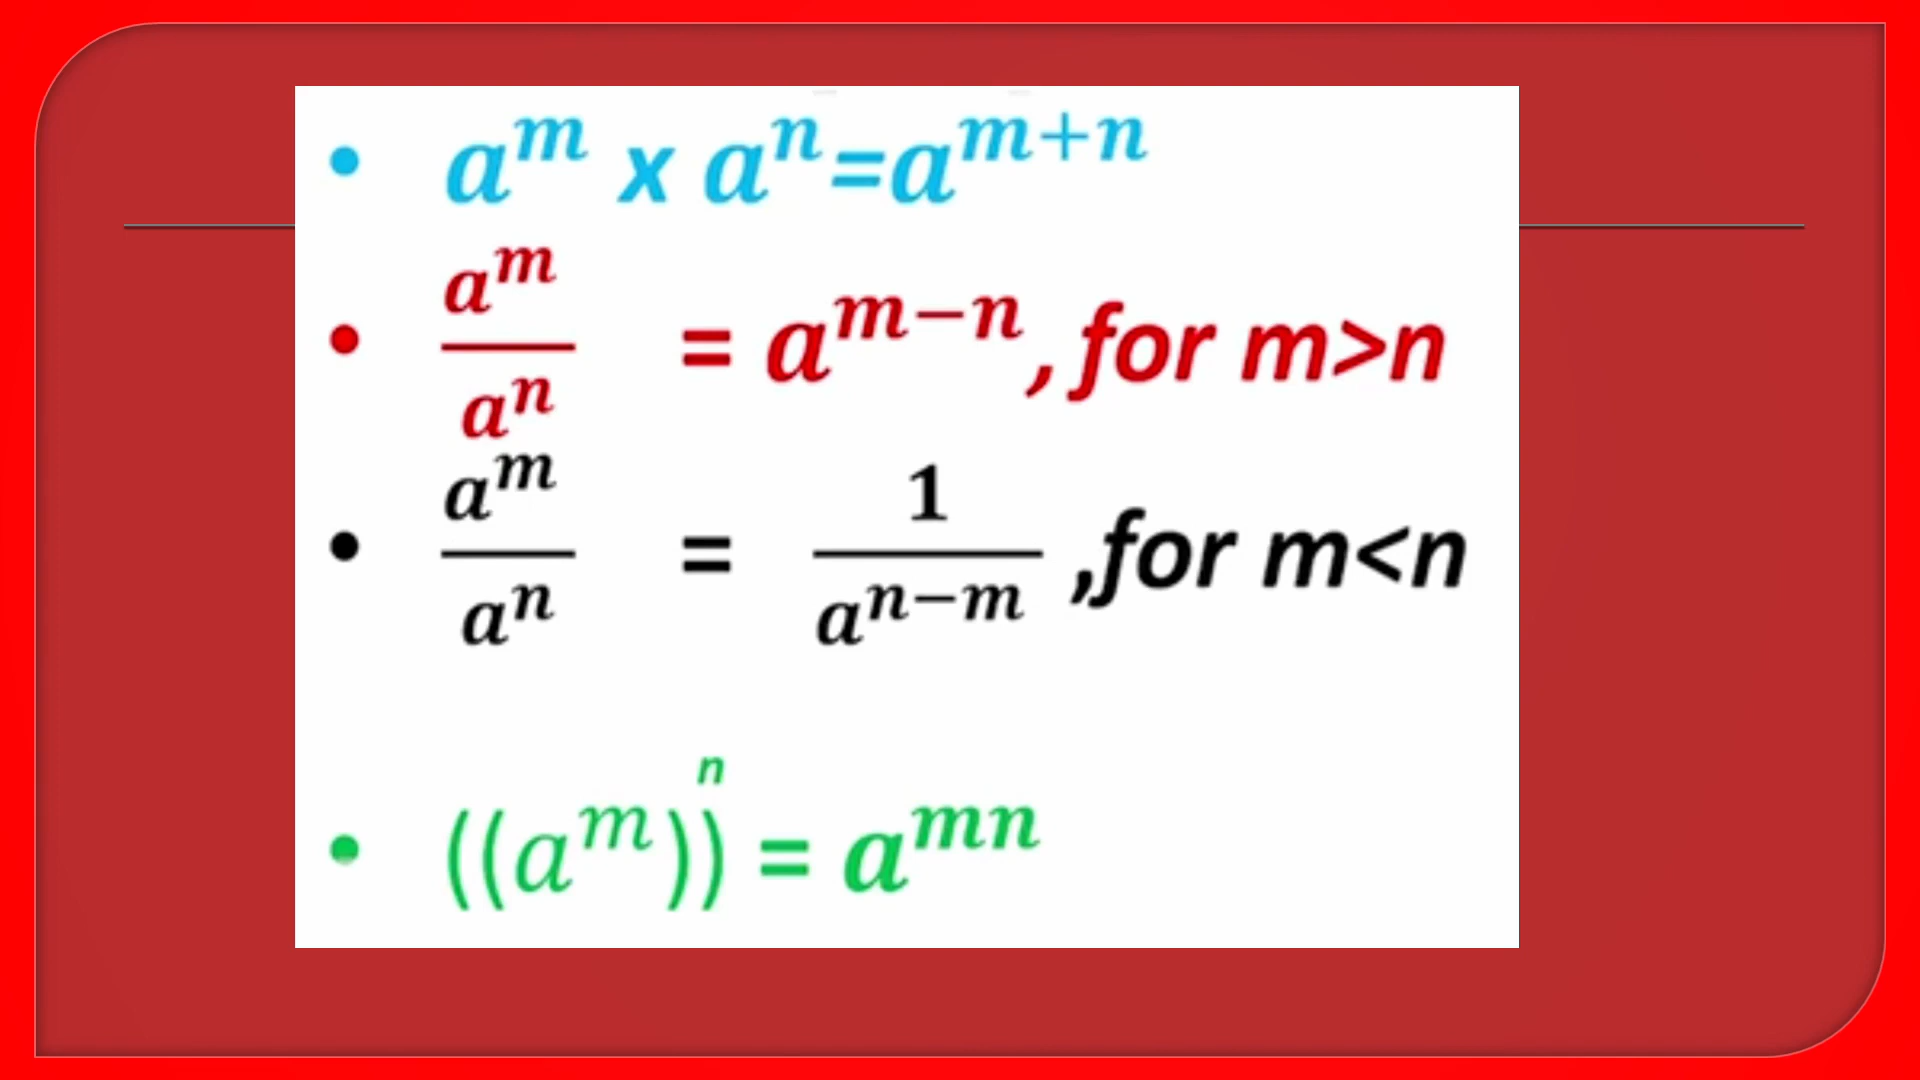 • a^m x a^n=a^{m+n}
• a^m/a^n = a^{m−n}, for m>n
• a^m/a^n = 1/a^{n−m} ,for m<n
• ((a^m))^n = a^{mn}